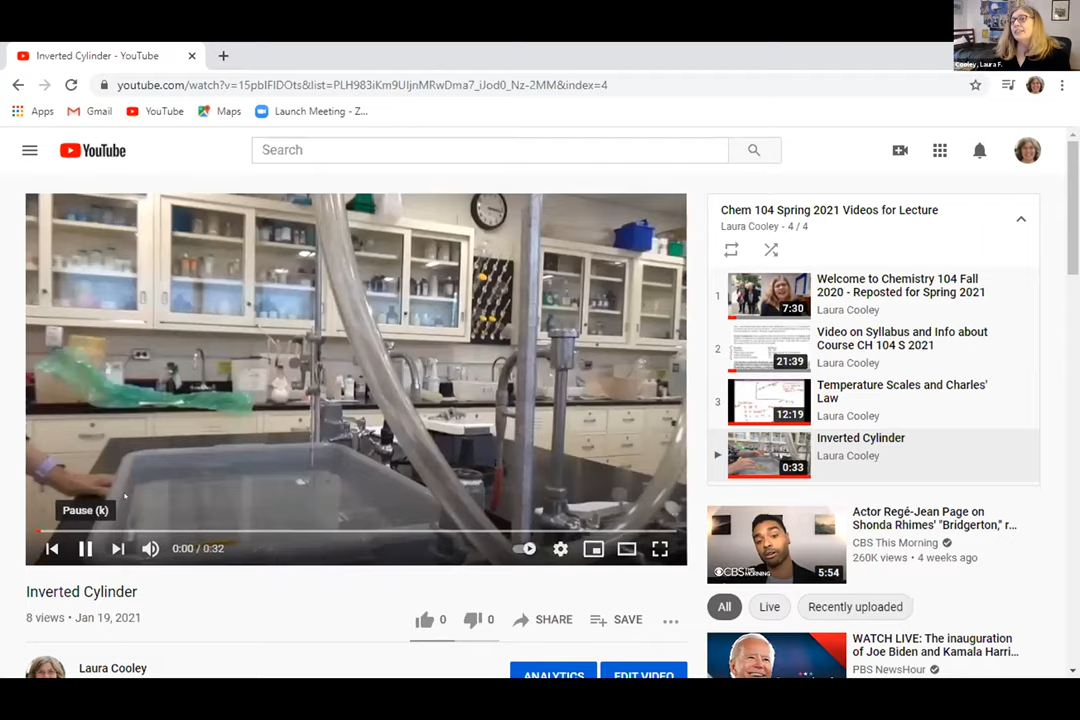 Cooley, Laura F.
Inverted Cylinder - YouTube
youtube.com/watch?v=15pbIFIDOts&list=PLH983iKm9UIjnMRwDma7_iJod0_Nz-2MM&index=4
Apps
Gmail
YouTube
Maps
Launch Meeting - Z...
YouTube
Search
Pause (k)
0:00 / 0:32
Inverted Cylinder
8 views • Jan 19, 2021
0
0
SHARE
SAVE
Laura Cooley
ANALYTICS
EDIT VIDEO
Chem 104 Spring 2021 Videos for Lecture
Laura Cooley - 4 / 4
1
7:30
Welcome to Chemistry 104 Fall
2020 - Reposted for Spring 2021
Laura Cooley
2
21:39
Video on Syllabus and Info about
Course CH 104 S 2021
Laura Cooley
3
12:19
Temperature Scales and Charles'
Law
Laura Cooley
0:33
Inverted Cylinder
Laura Cooley
CBS THIS MORNING
5:54
Actor Regé-Jean Page on
Shonda Rhimes' "Bridgerton," r...
CBS This Morning
260K views • 4 weeks ago
All
Live
Recently uploaded
WATCH LIVE: The inauguration
of Joe Biden and Kamala Harri...
PBS NewsHour